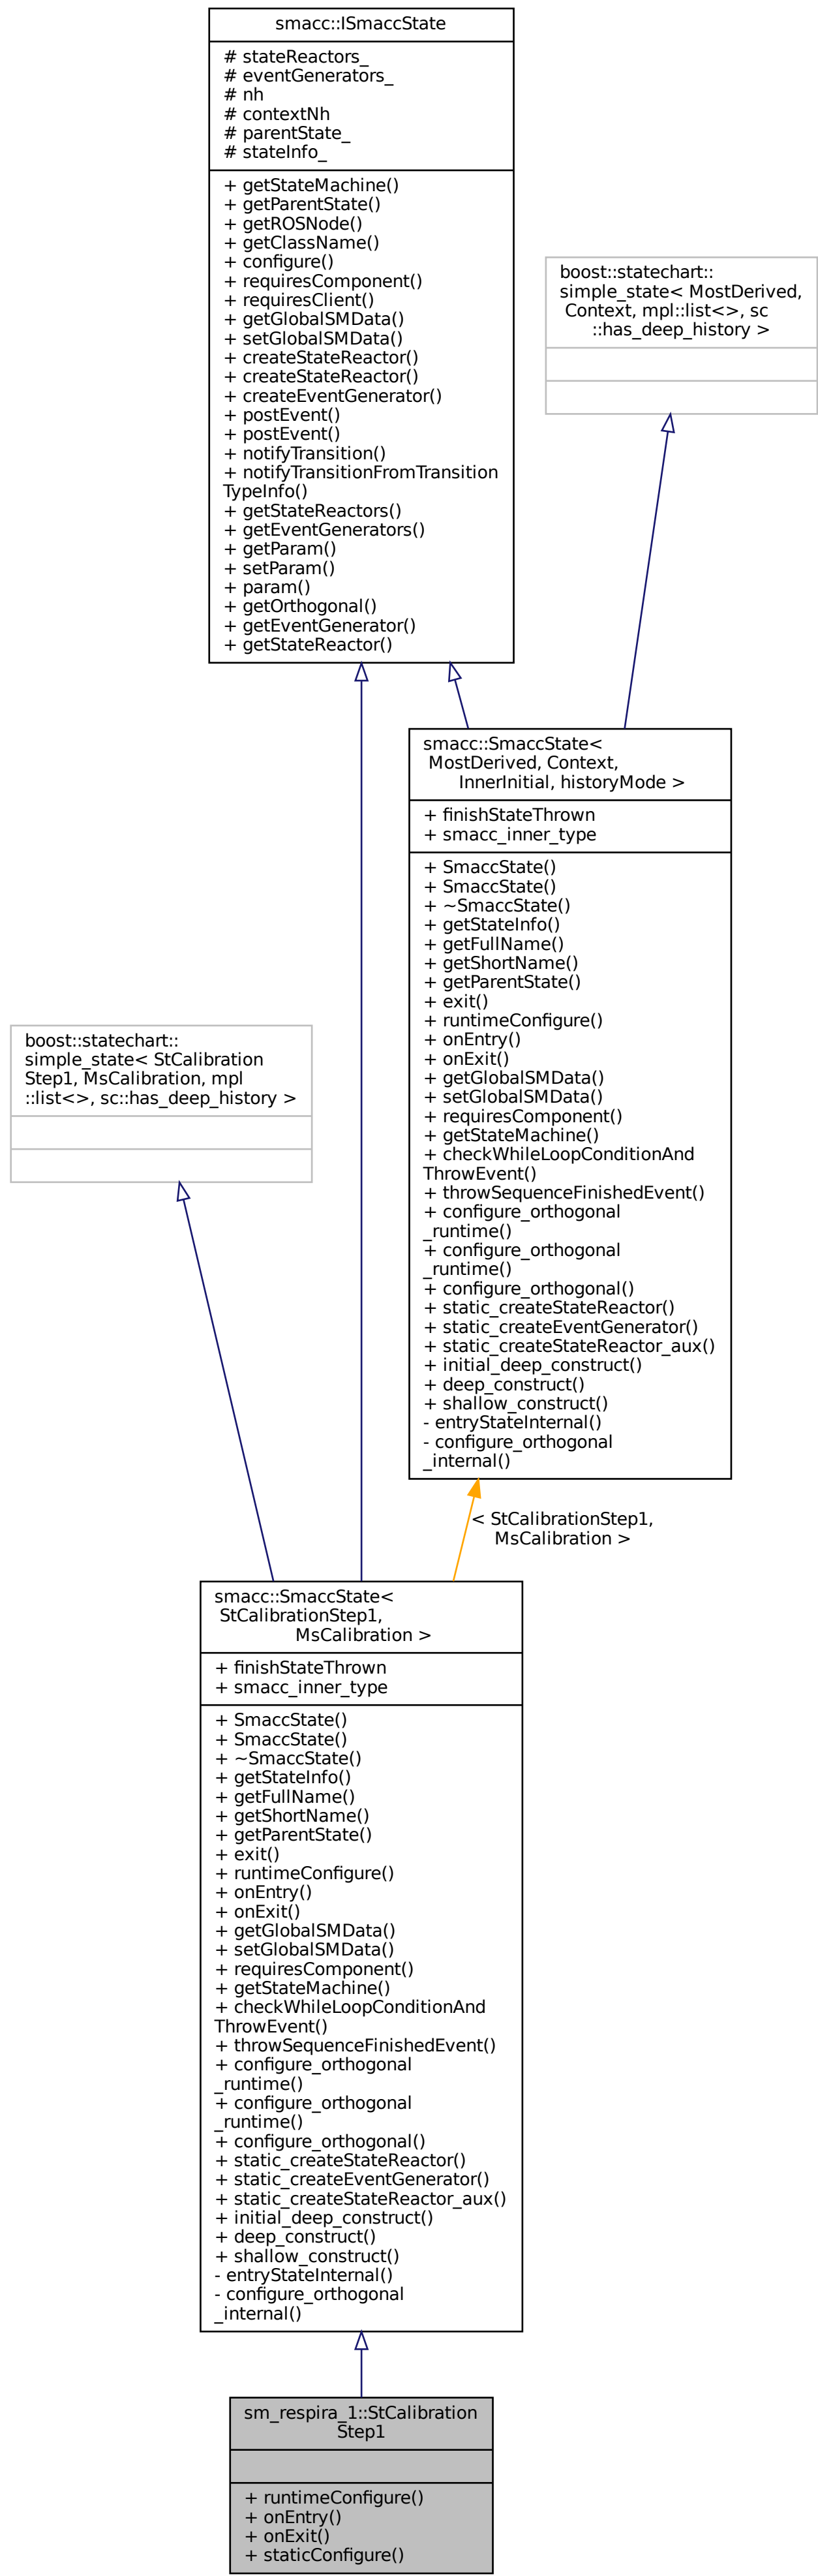 smacc::ISmaccState
# stateReactors_
# eventGenerators_
# nh
# contextNh
# parentState_
# stateInfo_
+ getStateMachine()
+ getParentState()
+ getROSNode()
+ getClassName()
+ configure()
+ requiresComponent()
+ requiresClient()
+ getGlobalSMData()
+ setGlobalSMData()
+ createStateReactor()
+ createStateReactor()
+ createEventGenerator()
+ postEvent()
+ postEvent()
+ notifyTransition()
+ notifyTransitionFromTransition
TypeInfo()
+ getStateReactors()
+ getEventGenerators()
+ getParam()
+ setParam()
+ param()
+ getOrthogonal()
+ getEventGenerator()
+ getStateReactor()
boost::statechart::
simple_state< MostDerived,
Context, mpl::list<>, sc
::has_deep_history >
smacc::SmaccState<
MostDerived, Context,
InnerInitial, historyMode >
+ finishStateThrown
+ smacc_inner_type
+ SmaccState()
+ SmaccState()
+ ~SmaccState()
+ getStateInfo()
+ getFullName()
+ getShortName()
+ getParentState()
+ exit()
+ runtimeConfigure()
+ onEntry()
+ onExit()
+ getGlobalSMData()
+ setGlobalSMData()
+ requiresComponent()
+ getStateMachine()
+ checkWhileLoopConditionAnd
ThrowEvent()
+ throwSequenceFinishedEvent()
+ configure_orthogonal
_runtime()
+ configure_orthogonal
_runtime()
+ configure_orthogonal()
+ static_createStateReactor()
+ static_createEventGenerator()
+ static_createStateReactor_aux()
+ initial_deep_construct()
+ deep_construct()
+ shallow_construct()
- entryStateInternal()
- configure_orthogonal
_internal()
boost::statechart::
simple_state< StCalibration
Step1, MsCalibration, mpl
::list<>, sc::has_deep_history >
< StCalibrationStep1,
MsCalibration >
smacc::SmaccState<
StCalibrationStep1,
MsCalibration >
+ finishStateThrown
+ smacc_inner_type
+ SmaccState()
+ SmaccState()
+ ~SmaccState()
+ getStateInfo()
+ getFullName()
+ getShortName()
+ getParentState()
+ exit()
+ runtimeConfigure()
+ onEntry()
+ onExit()
+ getGlobalSMData()
+ setGlobalSMData()
+ requiresComponent()
+ getStateMachine()
+ checkWhileLoopConditionAnd
ThrowEvent()
+ throwSequenceFinishedEvent()
+ configure_orthogonal
_runtime()
+ configure_orthogonal
_runtime()
+ configure_orthogonal()
+ static_createStateReactor()
+ static_createEventGenerator()
+ static_createStateReactor_aux()
+ initial_deep_construct()
+ deep_construct()
+ shallow_construct()
- entryStateInternal()
- configure_orthogonal
_internal()
sm_respira_1::StCalibration
Step1
+ runtimeConfigure()
+ onEntry()
+ onExit()
+ staticConfigure()